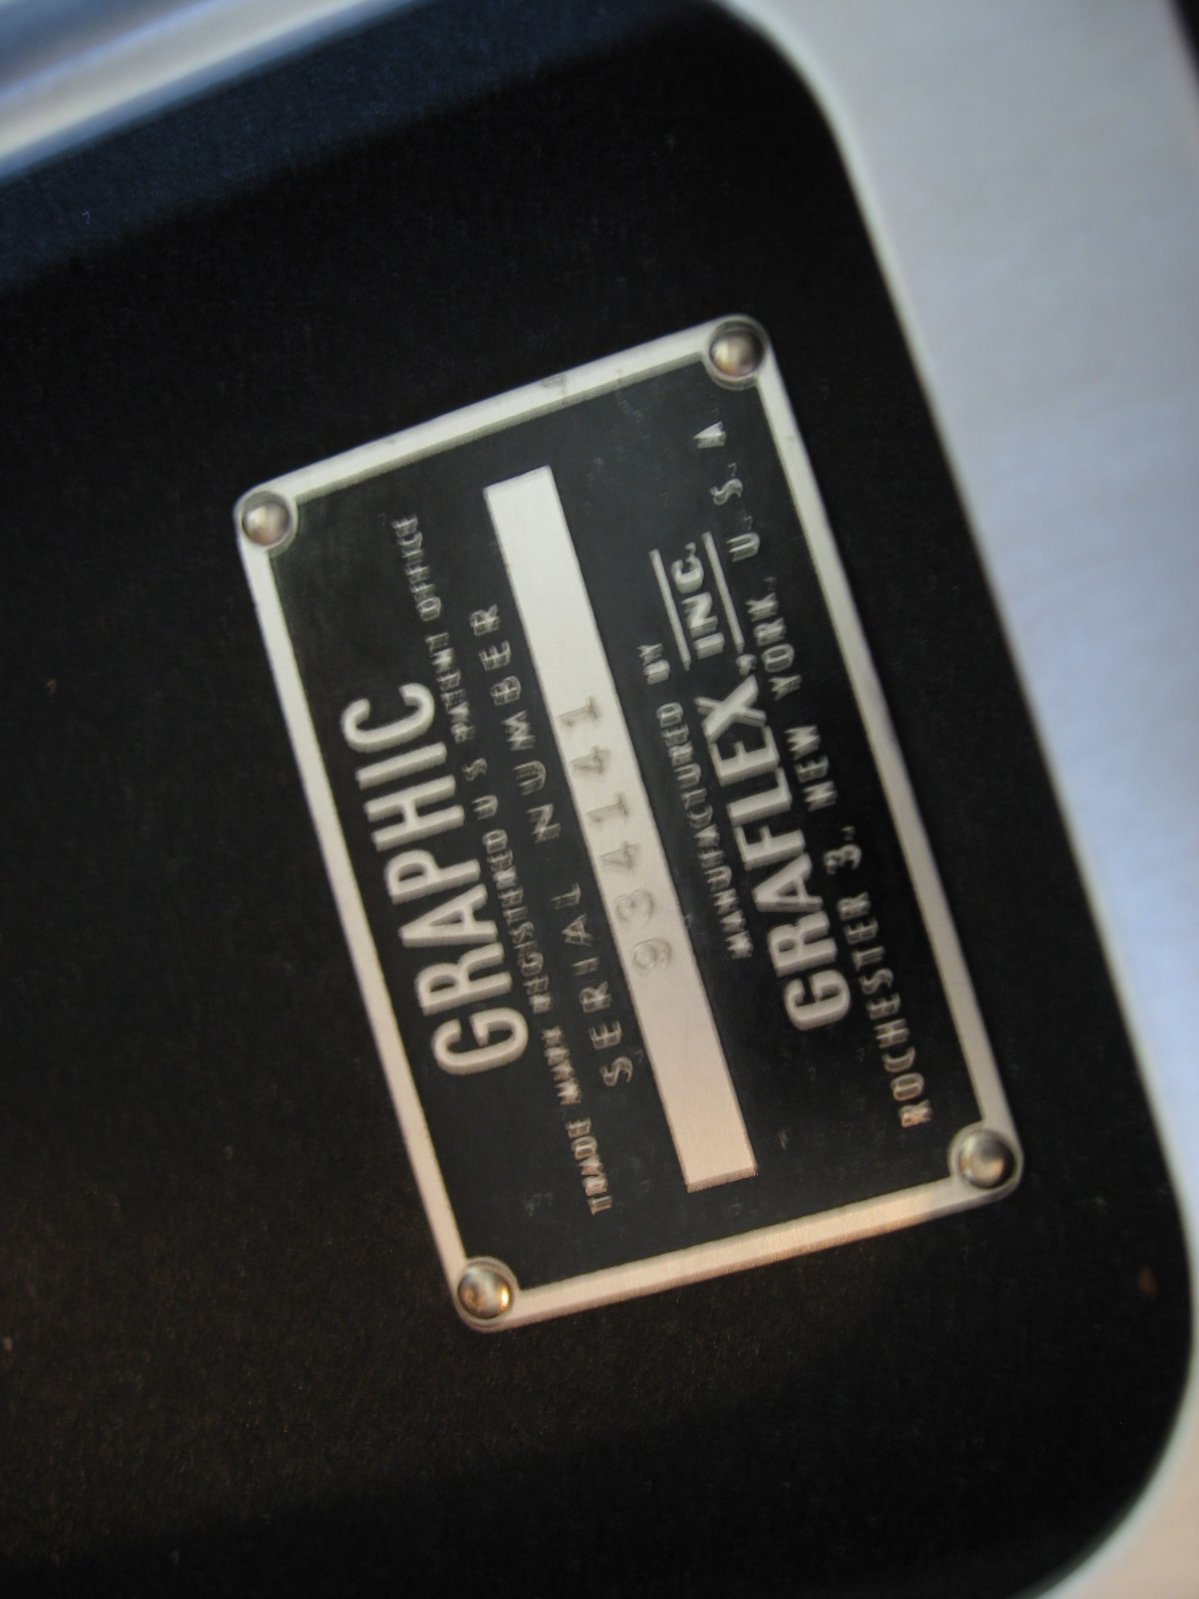 GRAPHIC
TRADE MARK REGISTERED U S PATENT OFFICE
SERIAL NUMBER
934141
MANUFACTURED BY
GRAFLEX, INC.
ROCHESTER 3, NEW YORK, U.S.A